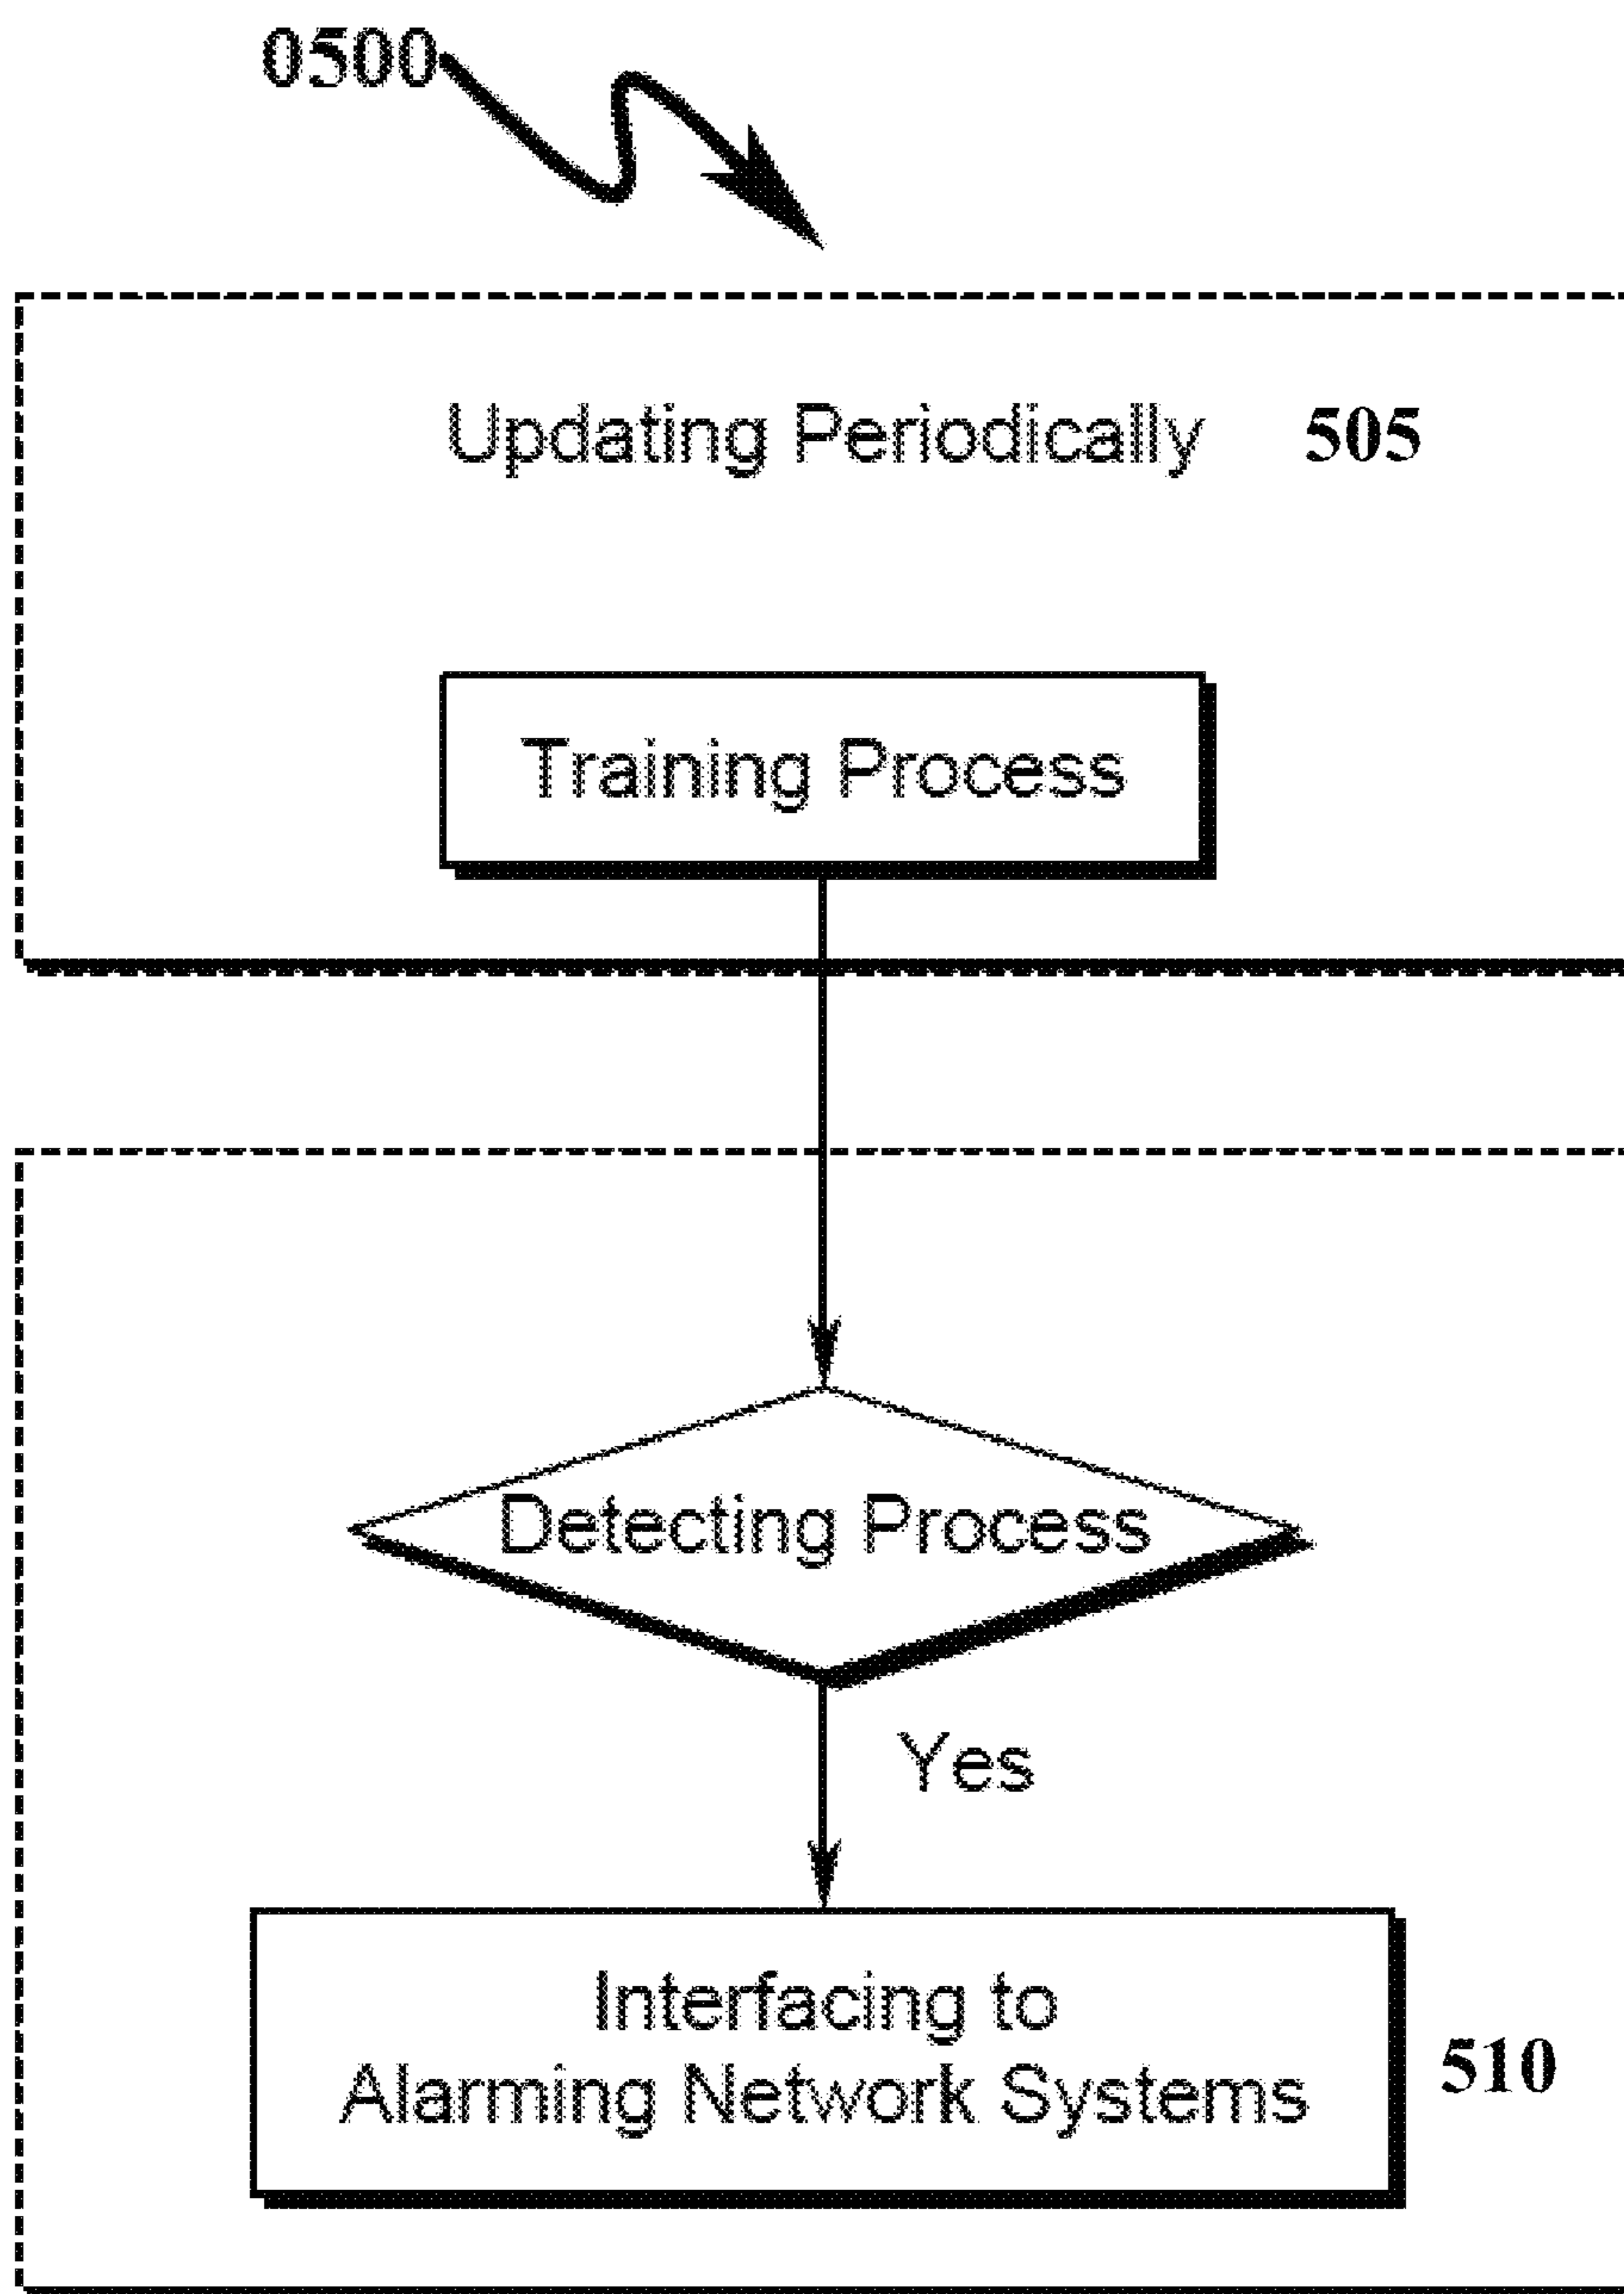 0500
Updating Periodically 505
Training Process
Detecting Process
Yes
Interfacing to
Alarming Network Systems
510